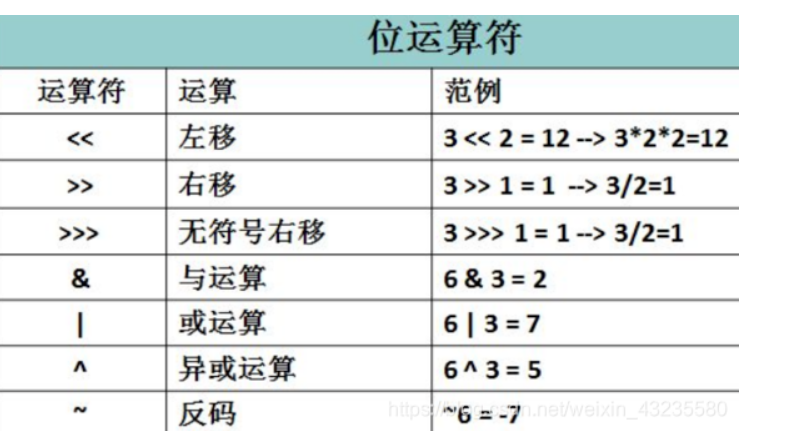 位运算符
运算符 运算 范例
<< 左移 3 << 2 = 12 --> 3*2*2=12
>> 右移 3 >> 1 = 1 --> 3/2=1
>>> 无符号右移 3 >>> 1 = 1 --> 3/2=1
& 与运算 6 & 3 = 2
| 或运算 6 | 3 = 7
^ 异或运算 6 ^ 3 = 5
~ 反码 ~6 = -7
https://blog.csdn.net/weixin_43235580